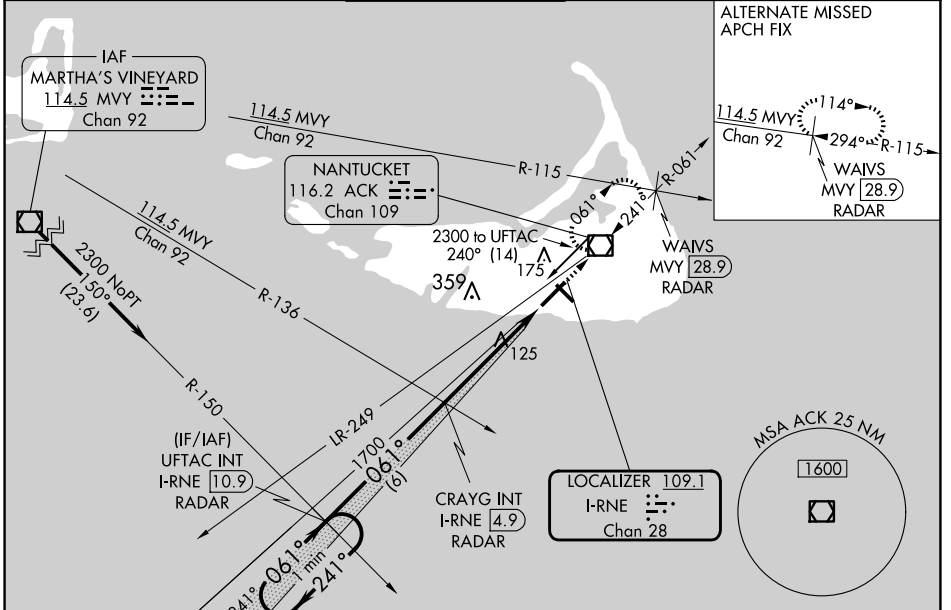 ALTERNATE MISSED
APCH FIX
114.5 MVY
Chan 92
114°
294°
R-115
WAIVS
MVY 28.9
RADAR
IAF
MARTHA'S VINEYARD
114.5 MVY
Chan 92
114.5 MVY
Chan 92
R-115
R-061
NANTUCKET
116.2 ACK
Chan 109
061°
241°
2300 to UFTAC
240° (14)
175
359
WAIVS
MVY 28.9
RADAR
114.5 MVY
Chan 92
R-136
2300 NoPT
150°
(23.6)
R-150
125
LR-249
1700
061°
(6)
(IF/IAF)
UFTAC INT
I-RNE 10.9
RADAR
CRAYG INT
I-RNE 4.9
RADAR
LOCALIZER 109.1
I-RNE
Chan 28
MSA ACK 25 NM
1600
061°
1 min
241°
241°